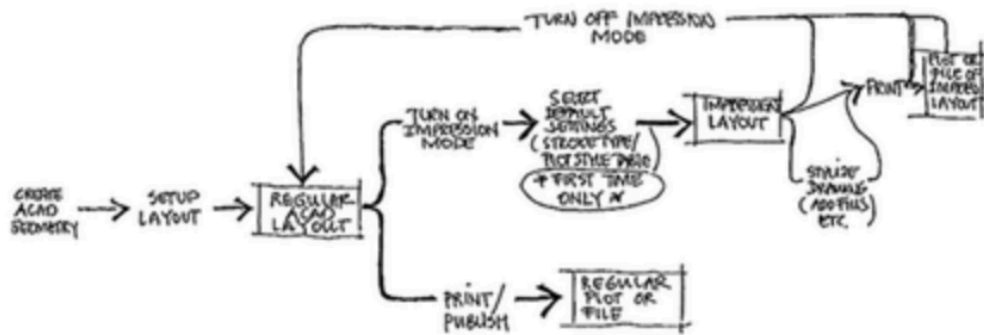 TURN OFF IMPRESSION
MODE
CREATE
ACAD
GEOMETRY
SETUP
LAYOUT
REGULAR
ACAD
LAYOUT
TURN ON
IMPRESSION
MODE
SELECT
DEFAULT
SETTINGS
(STROKE TYPE/
PLOT STYLE TABLE)
* FIRST TIME
ONLY *
IMPRESSION
LAYOUT
STYLIZE
DRAWING
(ADD FILLS)
ETC.
PRINT
PLOT OR
FILE OF
LAYOUT
PRINT/
PUBLISH
REGULAR
PLOT OR
FILE